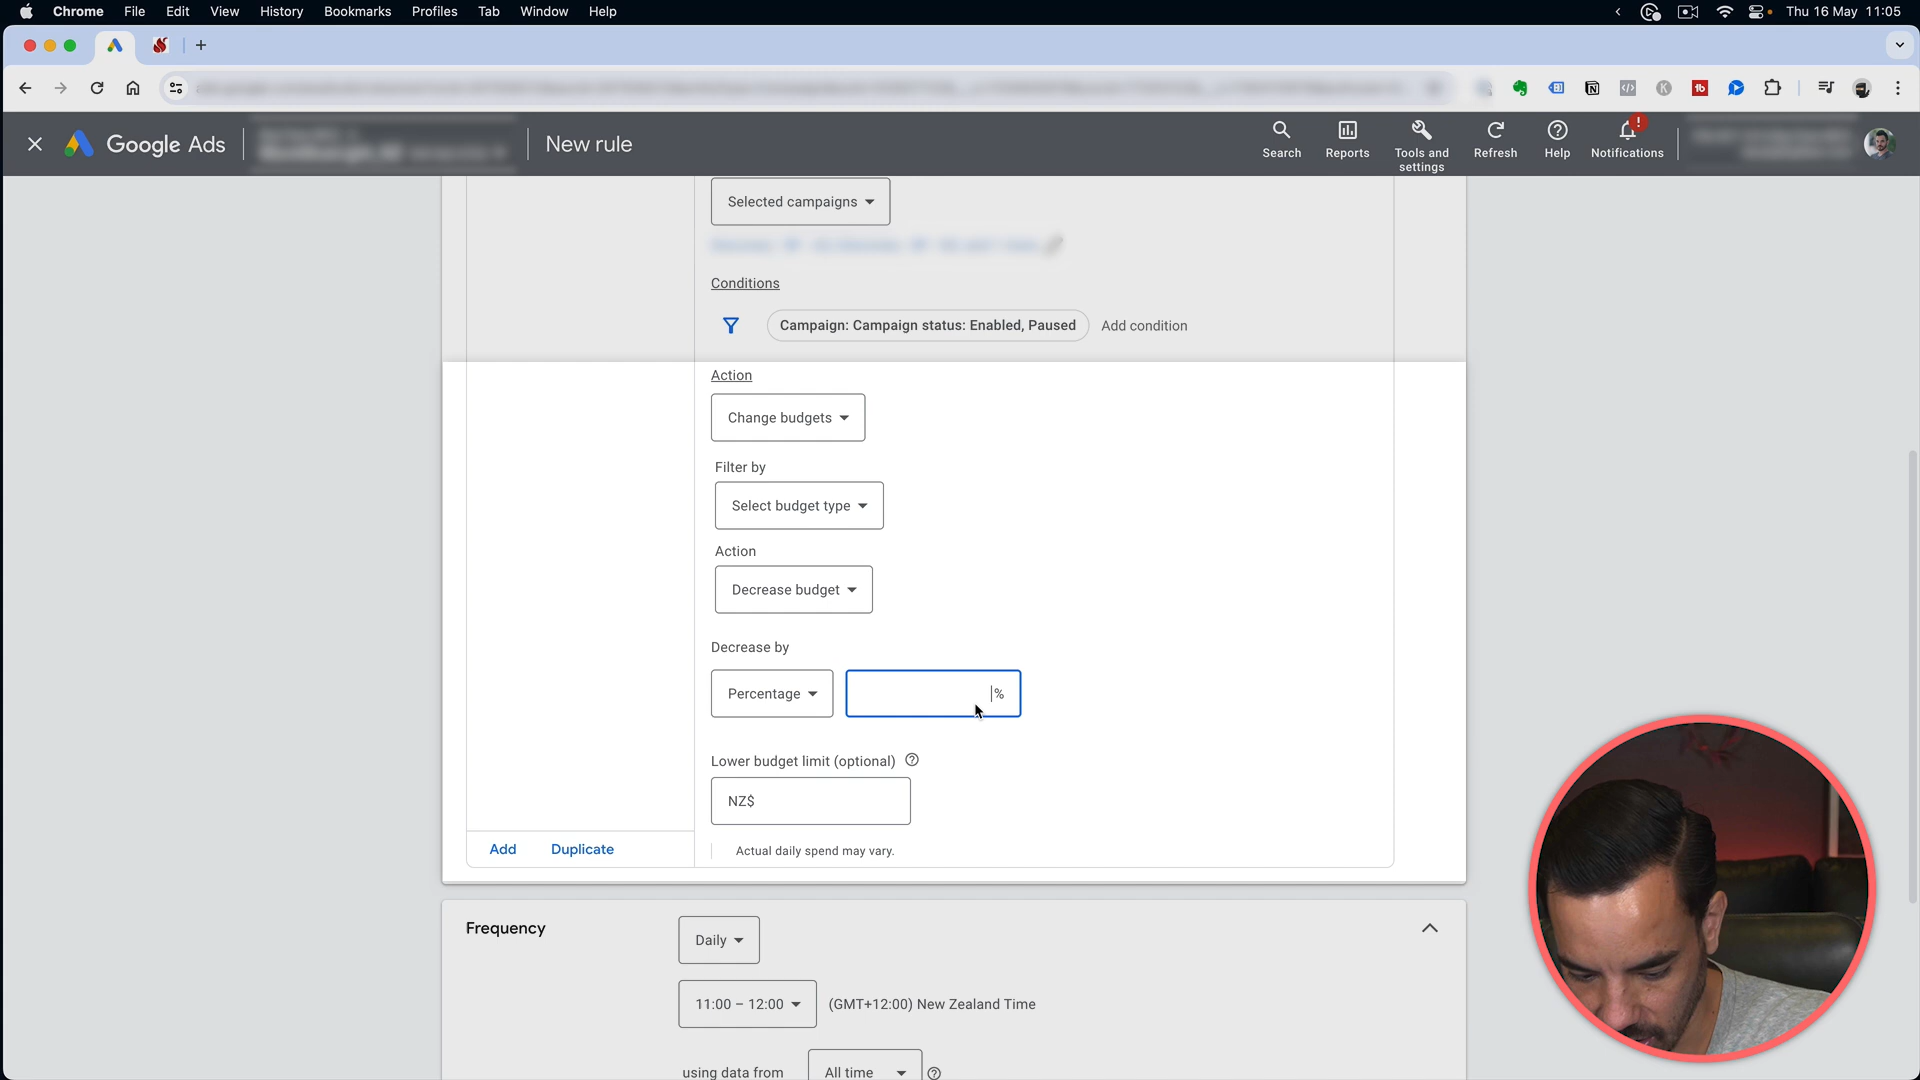 Chrome File Edit View History Bookmarks Profiles Tab Window Help Thu 16 May 11:05
Google Ads New rule Search Reports Tools and settings Refresh Help Notifications
Selected campaigns
Conditions
Campaign: Campaign status: Enabled, Paused Add condition
Action
Change budgets
Filter by
Select budget type
Action
Decrease budget
Decrease by
Percentage %
Lower budget limit (optional)
NZ$
Add Duplicate Actual daily spend may vary.
Frequency Daily
11:00 – 12:00 (GMT+12:00) New Zealand Time
using data from All time